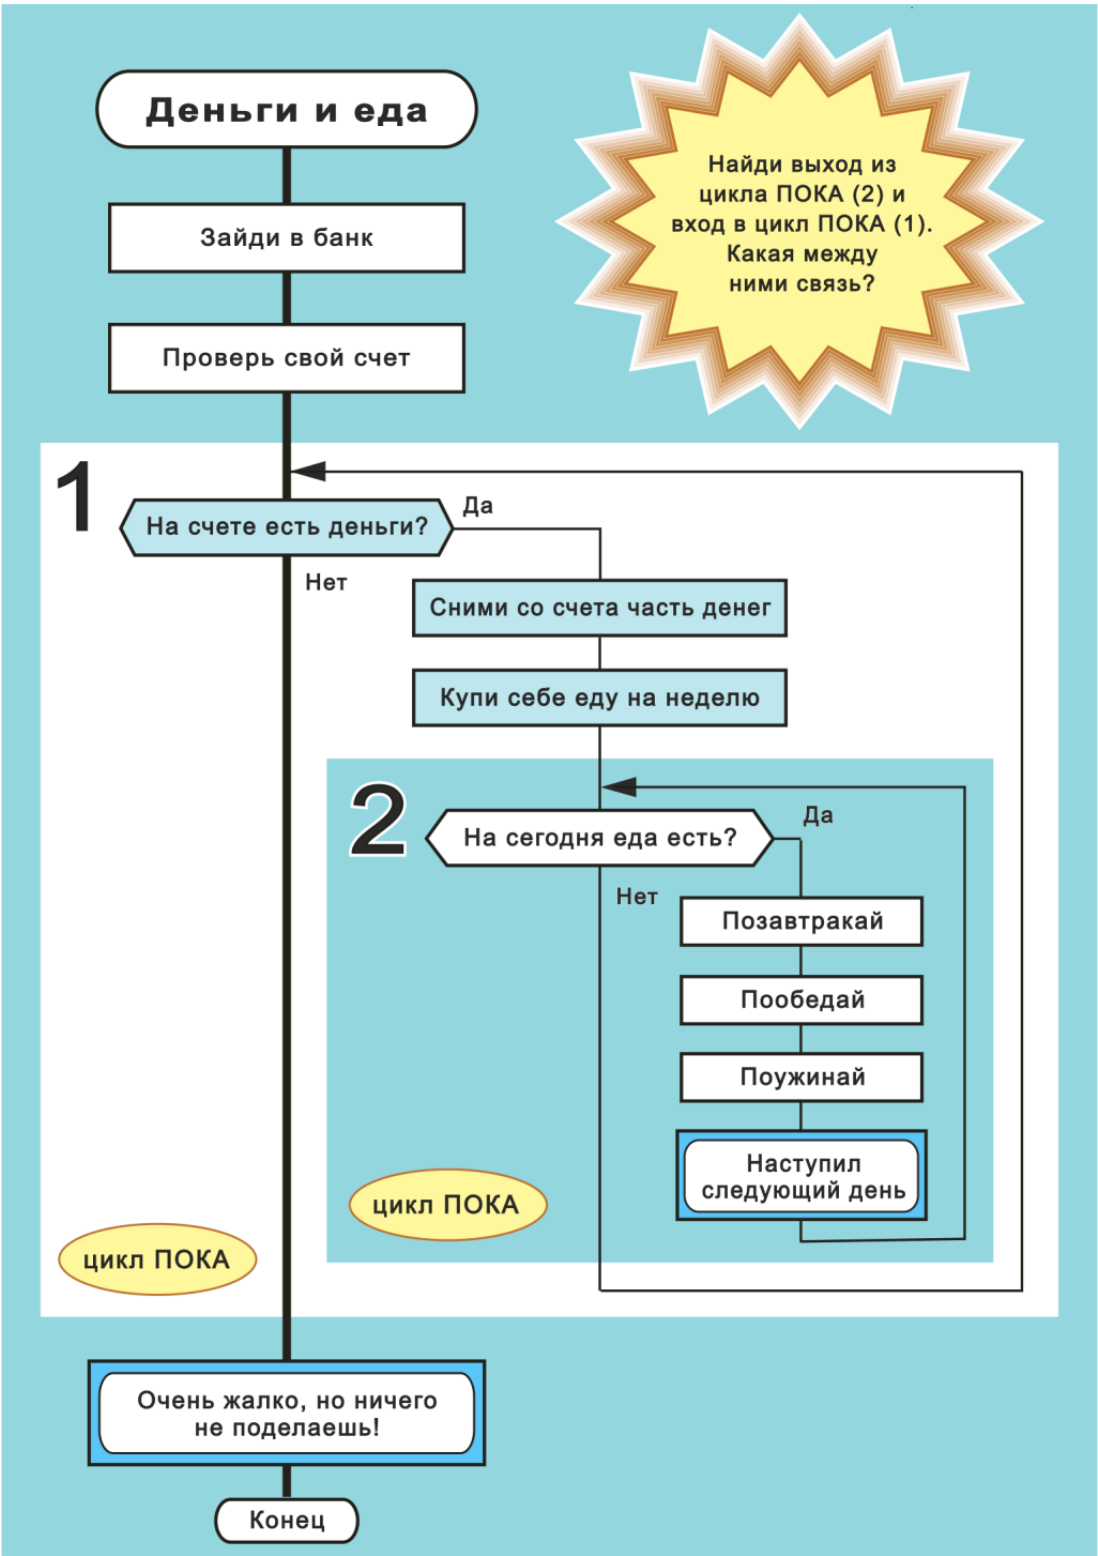 Деньги и еда
Найди выход из
цикла ПОКА (2) и
вход в цикл ПОКА (1).
Какая между
ними связь?
Зайди в банк
Проверь свой счет
1
На счете есть деньги?
Да
Нет
Сними со счета часть денег
Купи себе еду на неделю
2
На сегодня еда есть?
Да
Нет
Позавтракай
Пообедай
Поужинай
Наступил
следующий день
цикл ПОКА
цикл ПОКА
Очень жалко, но ничего
не поделаешь!
Конец